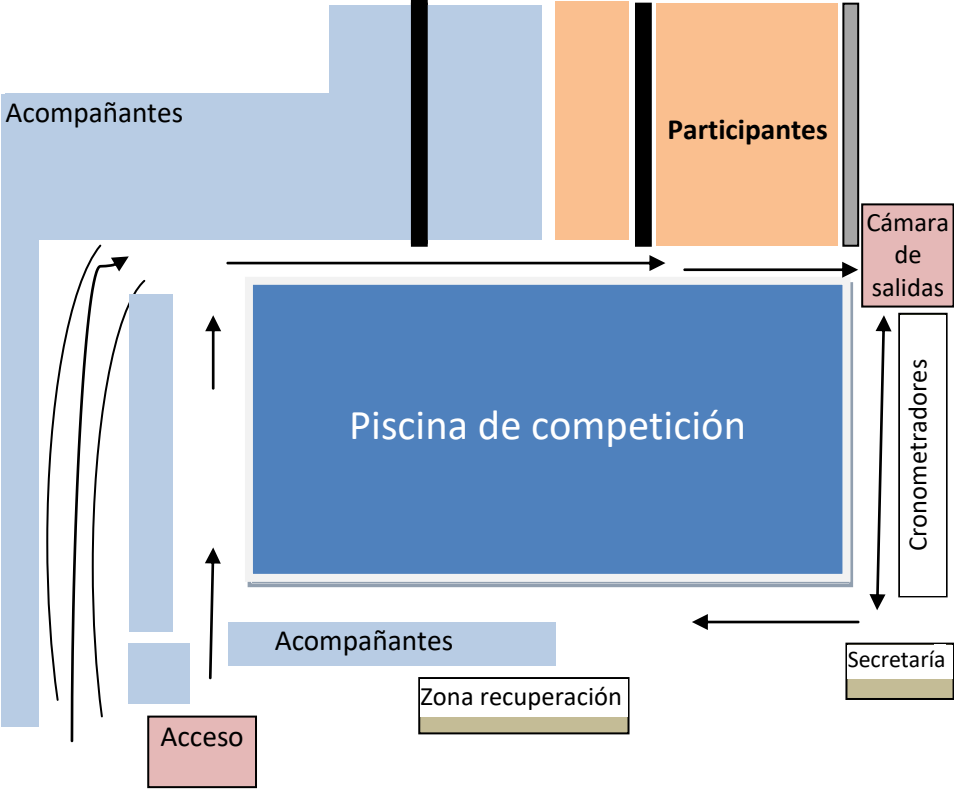 Acompañantes
Participantes
Cámara
de
salidas
Piscina de competición
Cronometradores
Acompañantes
Secretaría
Zona recuperación
Acceso